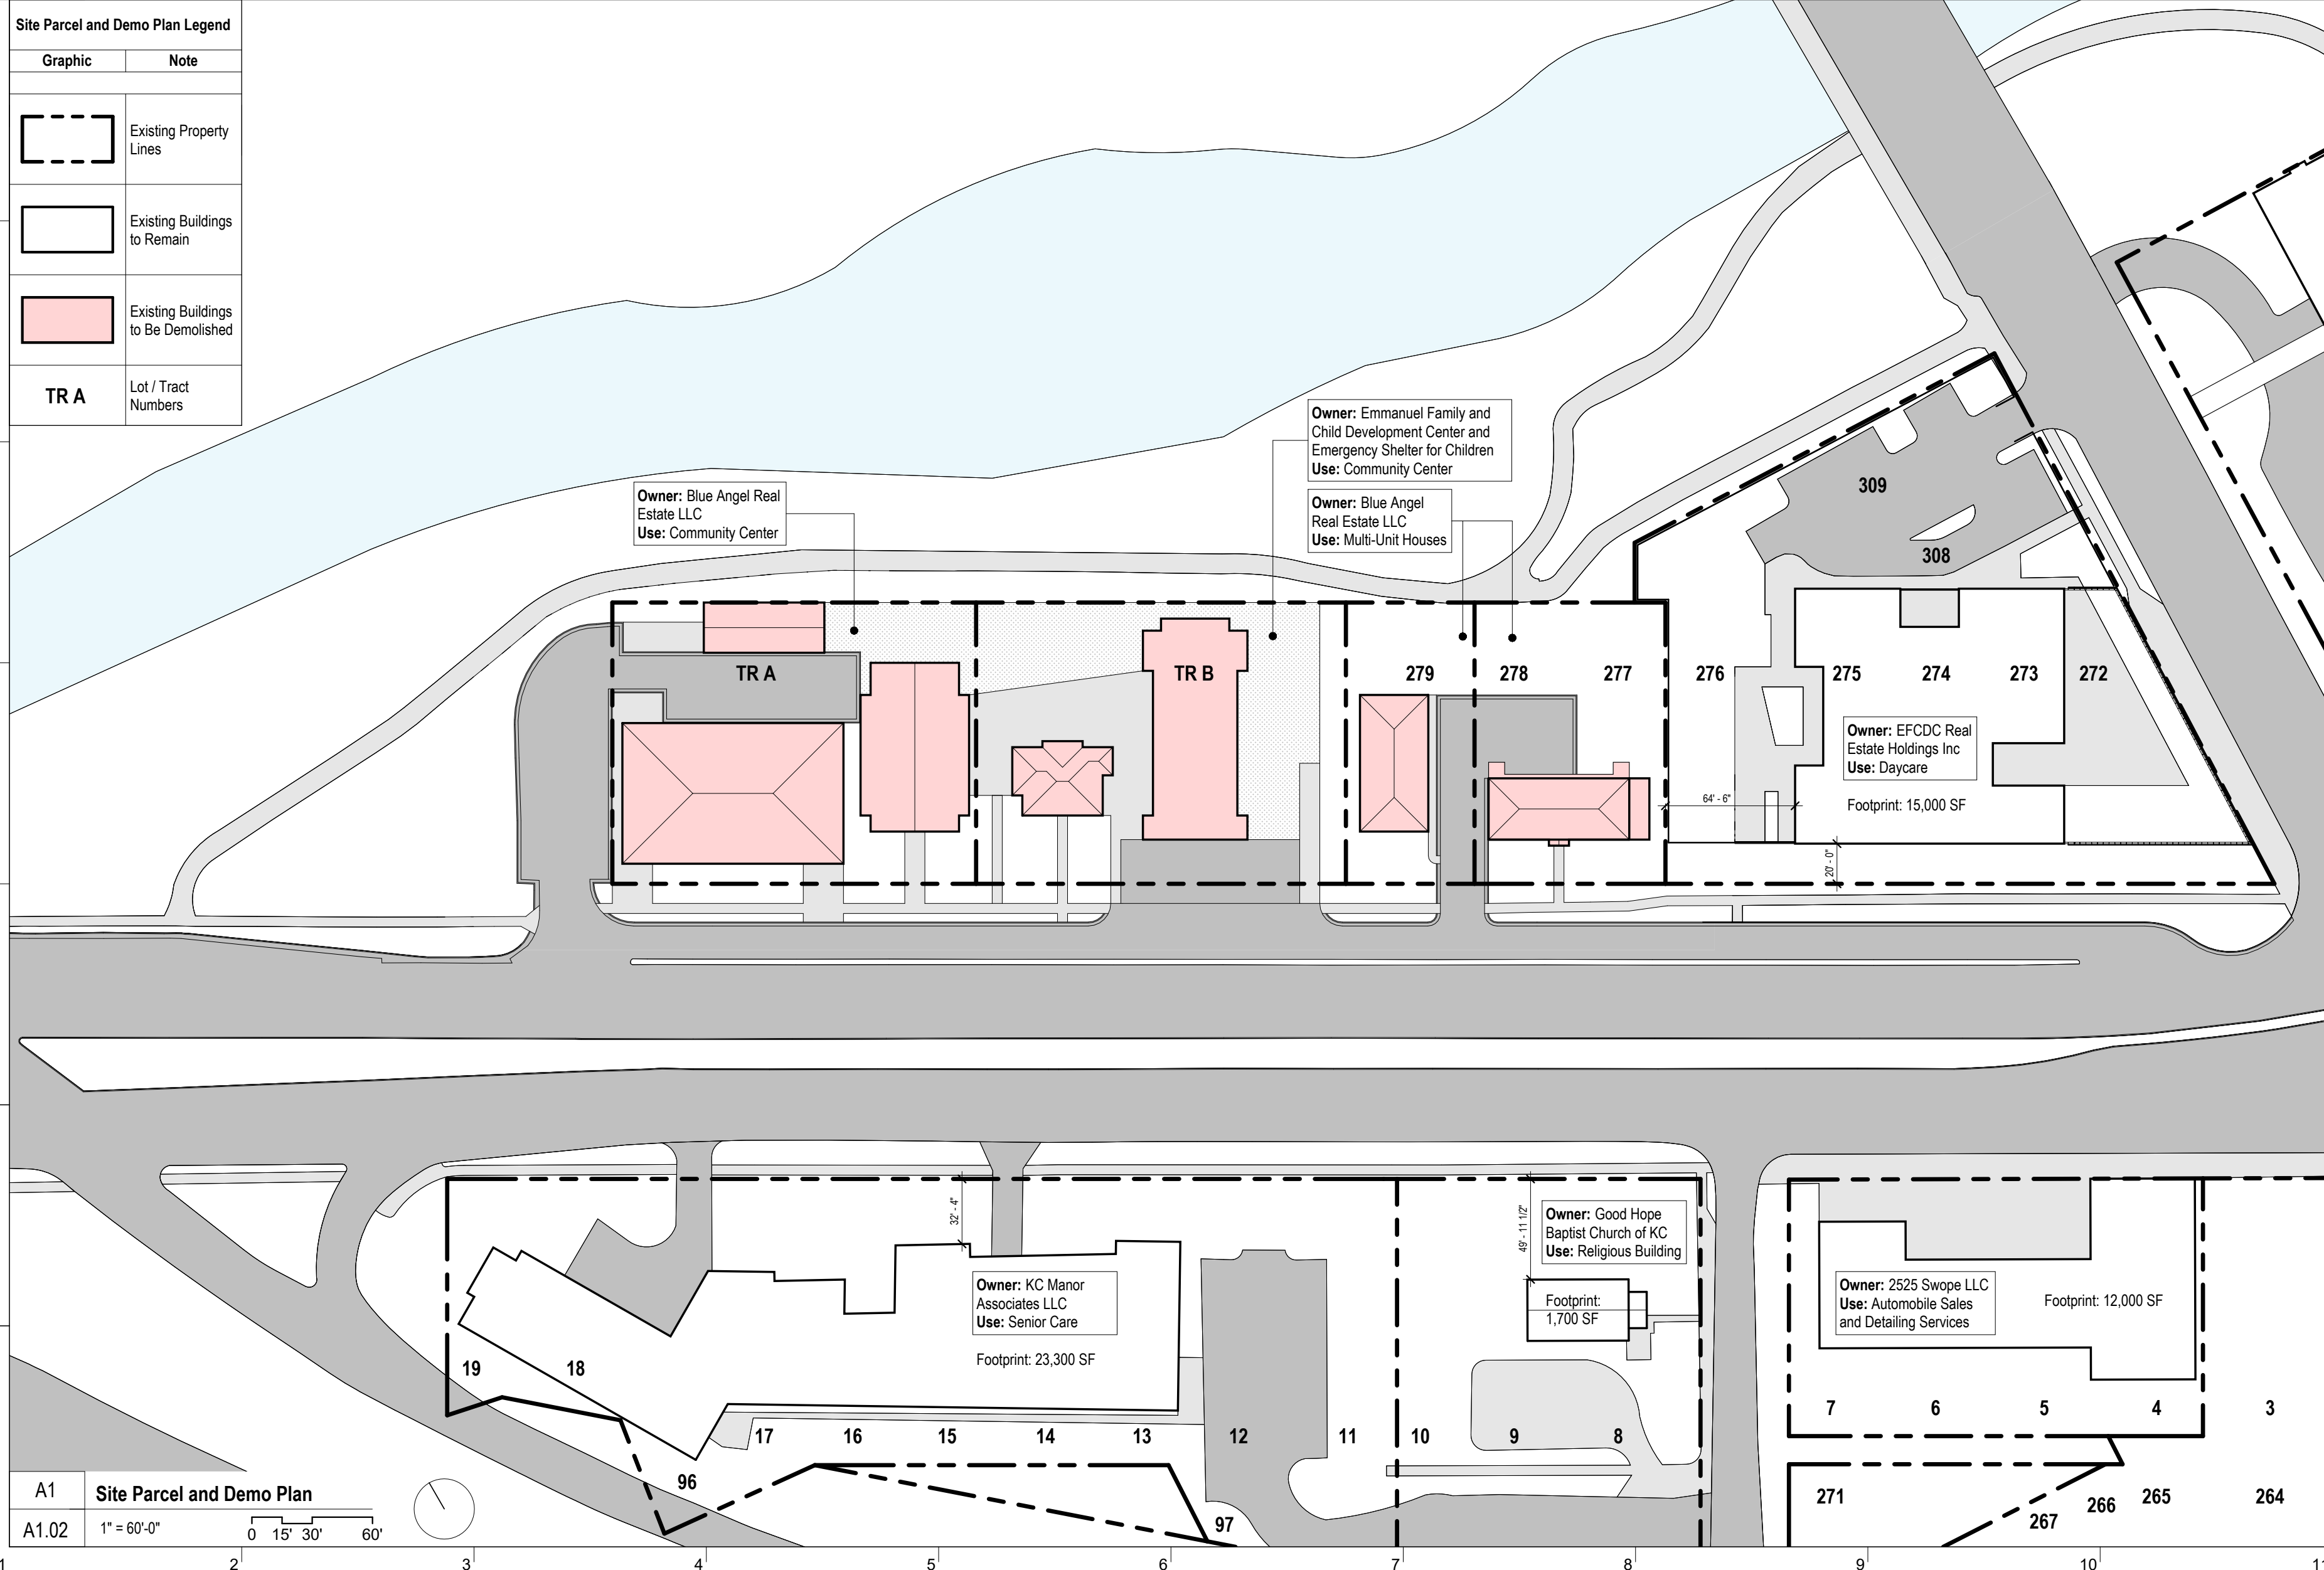 Site Parcel and Demo Plan Legend
Graphic
Note
Existing Property
Lines
Existing Buildings
to Remain
Existing Buildings
to Be Demolished
TR A
Lot / Tract
Numbers
Owner: Emmanuel Family and
Child Development Center and
Emergency Shelter for Children
Use: Community Center
Owner: Blue Angel Real
Estate LLC
Use: Community Center
Owner: Blue Angel
Real Estate LLC
Use: Multi-Unit Houses
309
308
TR A
TR B
279
278
277
276
275
274
273
272
Owner: EFCDC Real
Estate Holdings Inc
Use: Daycare
Footprint: 15,000 SF
64' - 6"
20' - 0"
32' - 4"
49' - 11 1/2"
Owner: Good Hope
Baptist Church of KC
Use: Religious Building
Footprint:
1,700 SF
Owner: KC Manor
Associates LLC
Use: Senior Care
Footprint: 23,300 SF
Owner: 2525 Swope LLC
Use: Automobile Sales
and Detailing Services
Footprint: 12,000 SF
19
18
17
16
15
14
13
12
11
10
9
8
7
6
5
4
3
96
97
271
267
266
265
264
A1
Site Parcel and Demo Plan
A1.02
1" = 60'-0"
0 15' 30' 60'
1 2 3 4 5 6 7 8 9 10 11